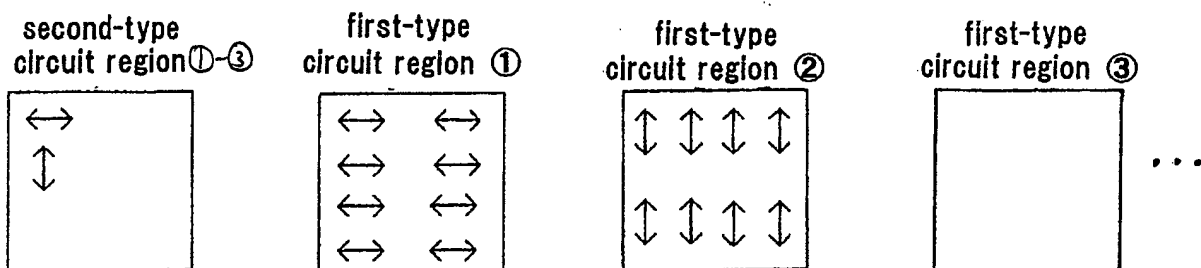 second-type
circuit region①-③
first-type
circuit region ①
first-type
circuit region ②
first-type
circuit region ③
...